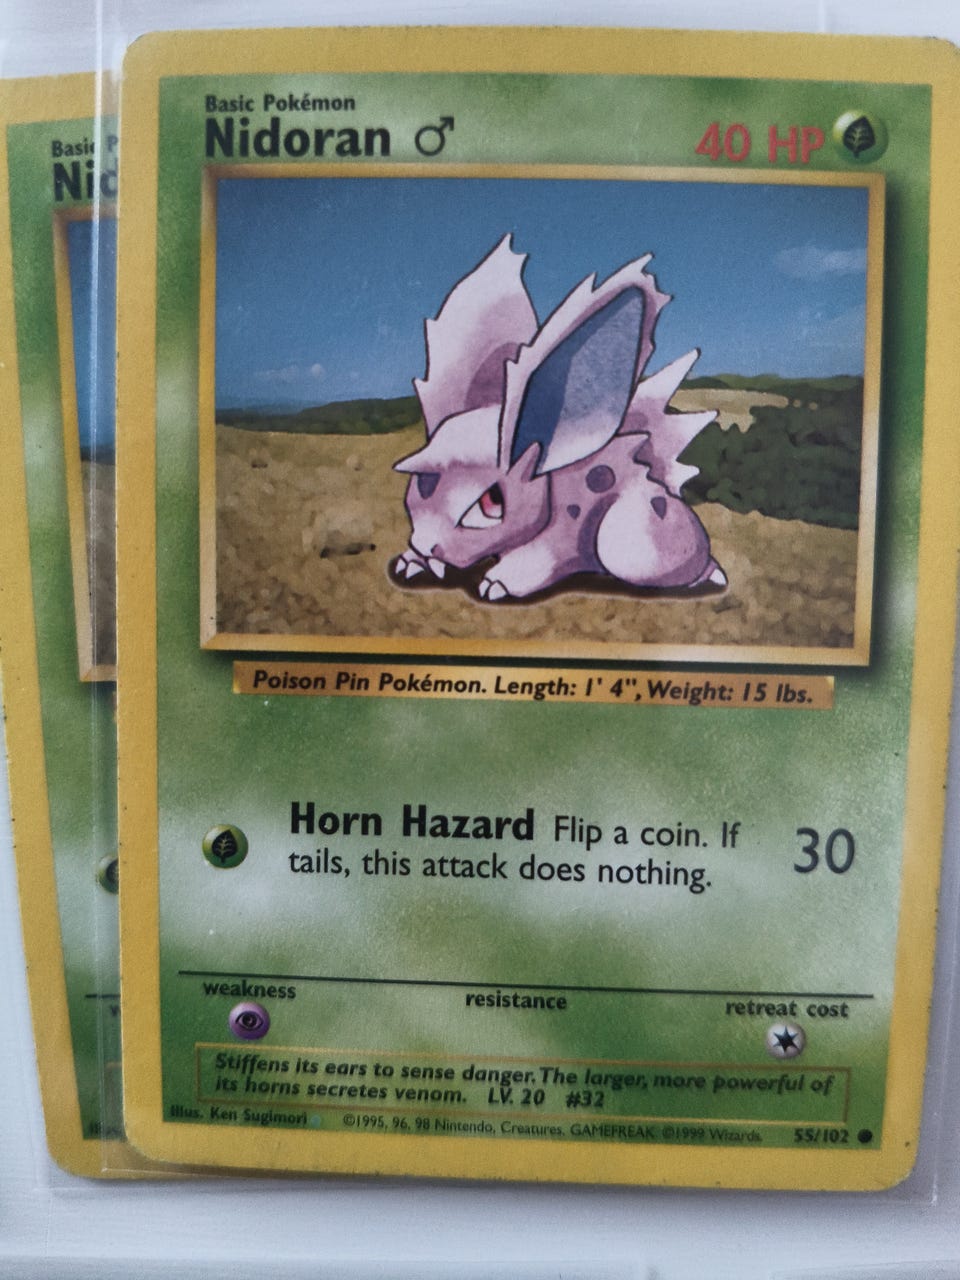 Basic Pokémon
Nidoran ♂ 40 HP
Basic P
Nid
Poison Pin Pokémon. Length: 1' 4", Weight: 15 lbs.
Horn Hazard Flip a coin. If
tails, this attack does nothing.
30
weakness resistance retreat cost
Stiffens its ears to sense danger. The larger, more powerful of
its horns secretes venom. LV. 20 #32
Illus. Ken Sugimori ©1995, 96, 98 Nintendo, Creatures, GAMEFREAK ©1999 Wizards. 55/102